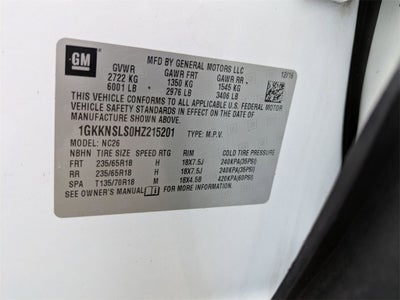 GM
MFD BY GENERAL MOTORS LLC
12/16
GVWR GAWR FRT GAWR RR
2722 KG 1350 KG 1545 KG
6001 LB 2976 LB 3406 LB
THIS VEHICLE CONFORMS TO ALL APPLICABLE U.S. FEDERAL MOTOR
VEHICLE SAFETY STANDARDS IN EFFECT ON THE DATE OF
MANUFACTURE SHOWN ABOVE.
1GKKNSLS0HZ215201 TYPE: M.P.V.
MODEL: NC26
NBHN TIRE SIZE SPEED RTG RIM COLD TIRE PRESSURE
FRT 235/65R18 H 18X7.5J 240KPA(35PSI)
RR 235/65R18 H 18X7.5J 240KPA(35PSI)
SPA T135/70R18 M 18X4.5B 420KPA(60PSI)
SEE OWNER'S MANUAL FOR MORE INFORMATION.